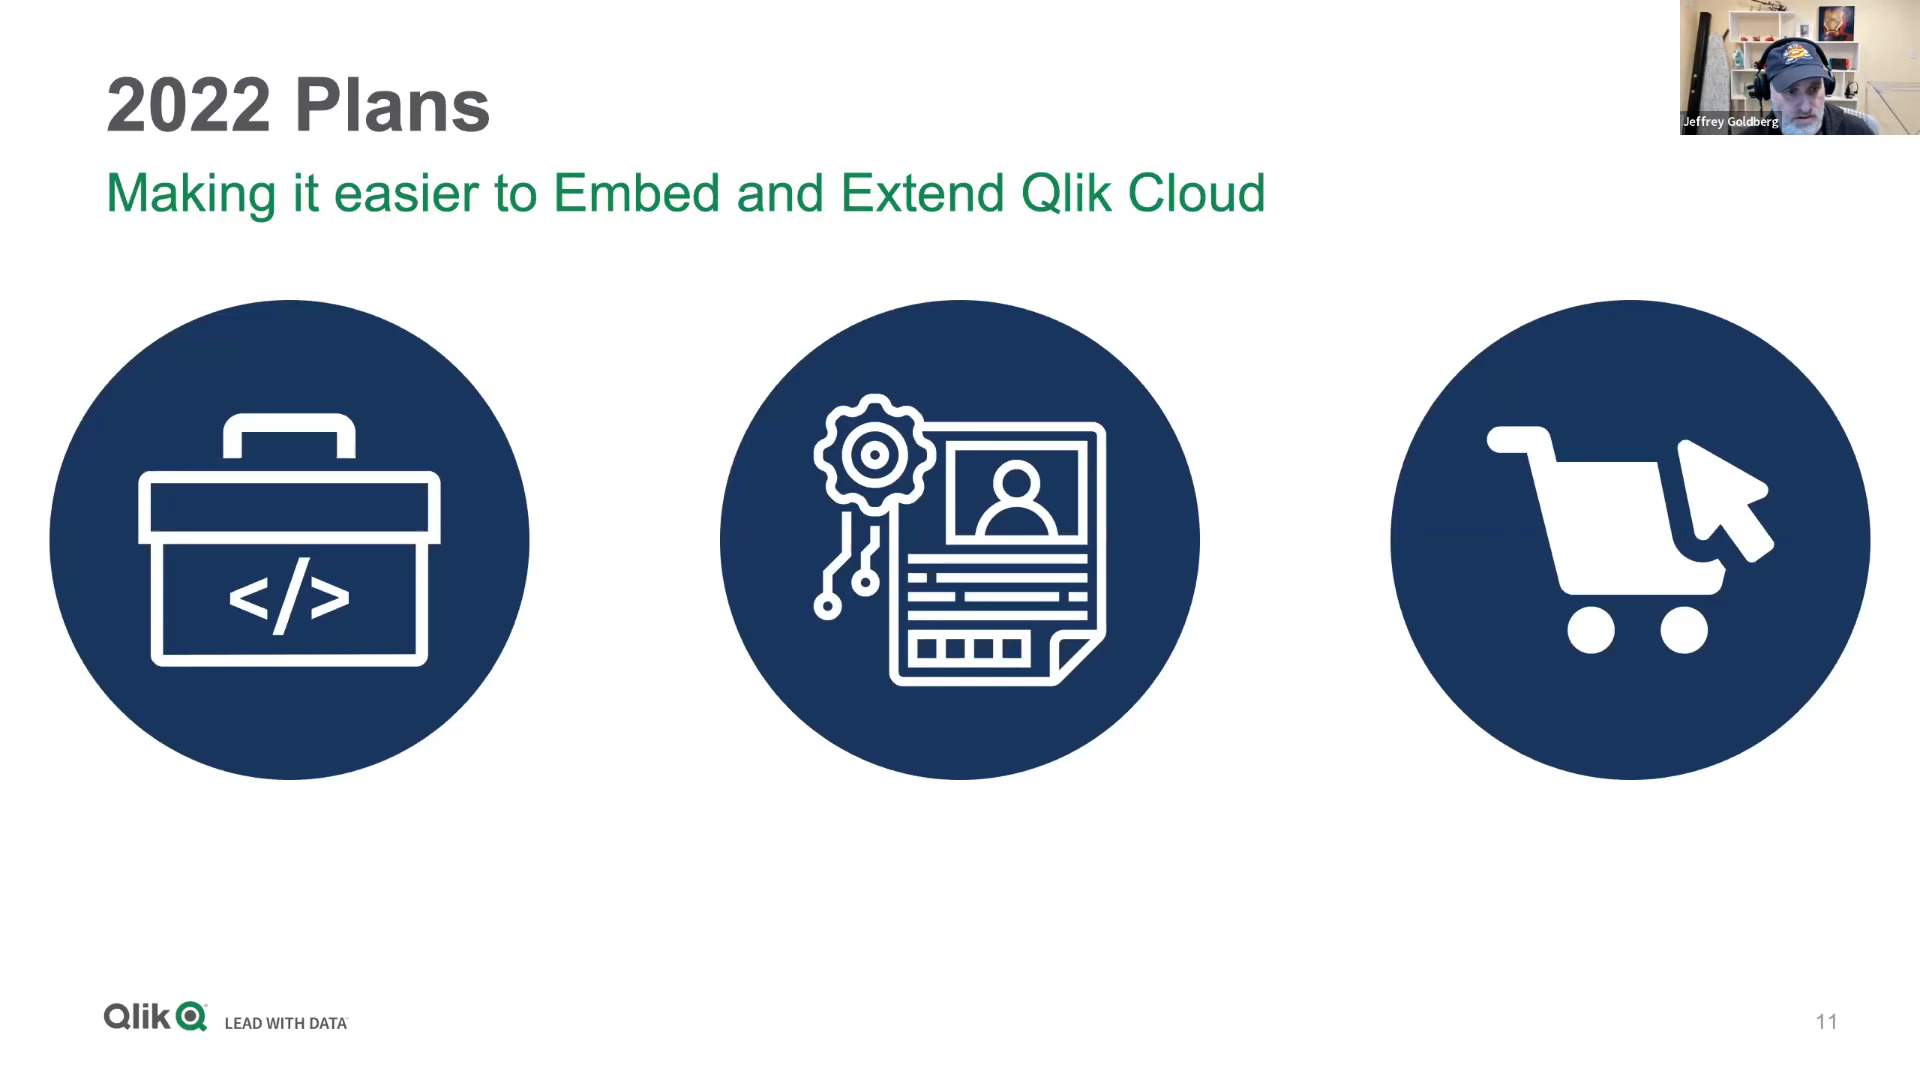 2022 Plans
Making it easier to Embed and Extend Qlik Cloud
Jeffrey Goldberg
</>
Qlik LEAD WITH DATA
11